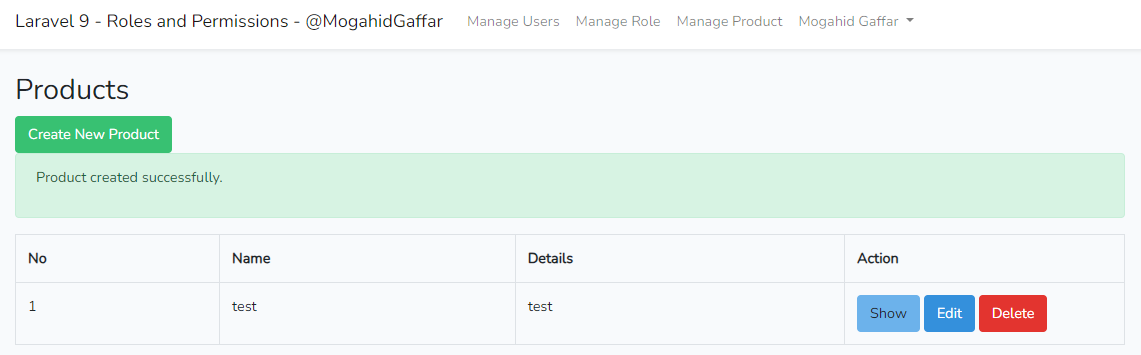 Laravel 9 - Roles and Permissions - @MogahidGaffar Manage Users Manage Role Manage Product Mogahid Gaffar
Products
Create New Product
Product created successfully.
No Name Details Action
1 test test Show Edit Delete